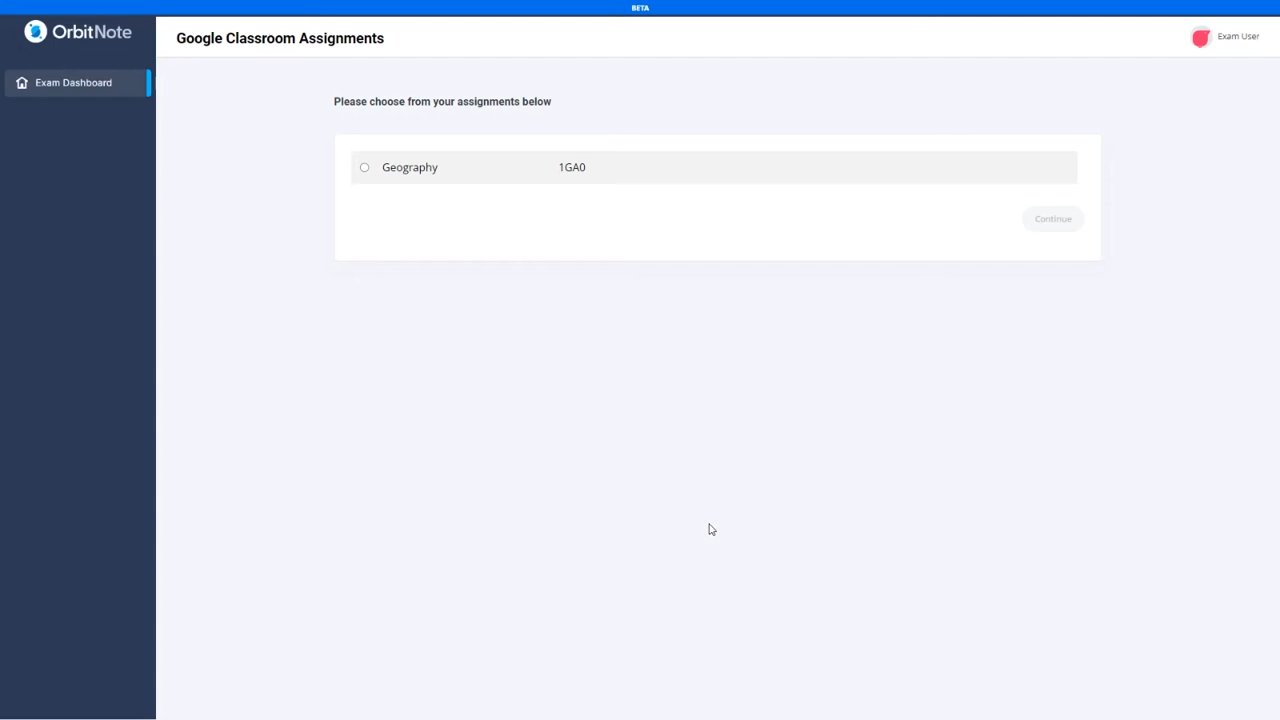 BETA
OrbitNote
Google Classroom Assignments
Exam User
Exam Dashboard
Please choose from your assignments below
Geography 1GA0
Continue